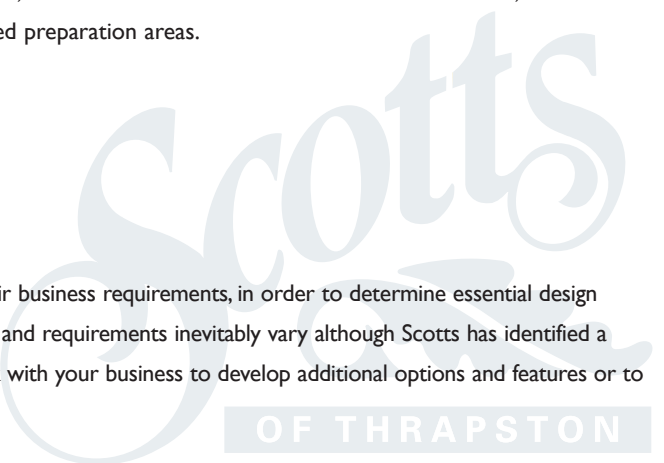 ed preparation areas.
Scotts
ir business requirements, in order to determine essential design
and requirements inevitably vary although Scotts has identified a
with your business to develop additional options and features or to
OF THRAPSTON